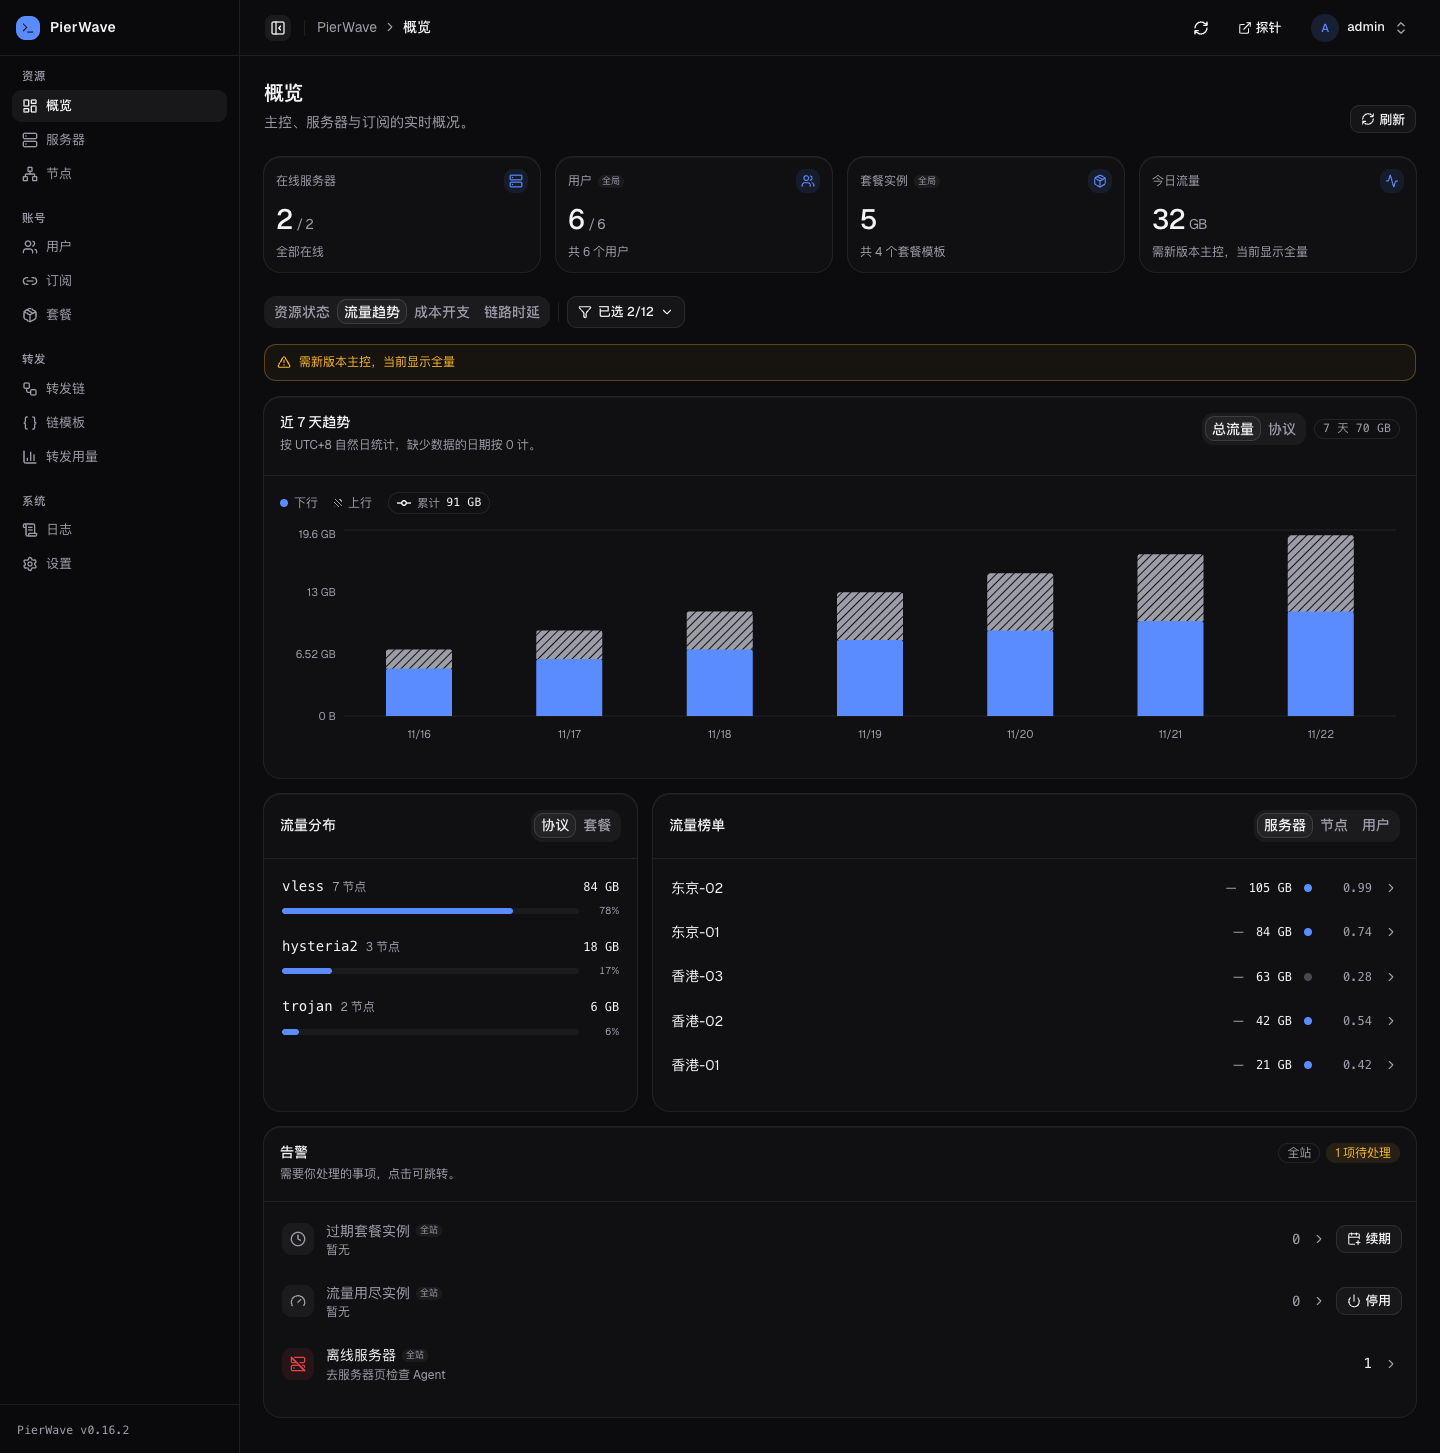 PierWave
PierWave > 概览
探针
A admin
资源
概览
服务器
节点
账号
用户
订阅
套餐
转发
转发链
链模板
转发用量
系统
日志
设置
PierWave v0.16.2
概览
主控、服务器与订阅的实时概况。
刷新
在线服务器
2 / 2
全部在线
用户 全局
6 / 6
共 6 个用户
套餐实例 全局
5
共 4 个套餐模板
今日流量
32 GB
需新版本主控，当前显示全量
资源状态 流量趋势 成本开支 链路时延
已选 2/12
需新版本主控，当前显示全量
近 7 天趋势
按 UTC+8 自然日统计，缺少数据的日期按 0 计。
总流量 协议
7 天 70 GB
下行 上行 累计 91 GB
19.6 GB
13 GB
6.52 GB
0 B
11/16 11/17 11/18 11/19 11/20 11/21 11/22
流量分布
协议 套餐
vless 7 节点 84 GB
78%
hysteria2 3 节点 18 GB
17%
trojan 2 节点 6 GB
6%
流量榜单
服务器 节点 用户
东京-02 — 105 GB 0.99
东京-01 — 84 GB 0.74
香港-03 — 63 GB 0.28
香港-02 — 42 GB 0.54
香港-01 — 21 GB 0.42
告警
需要你处理的事项，点击可跳转。
全站 1 项待处理
过期套餐实例 全站
暂无
0 续期
流量用尽实例 全站
暂无
0 停用
离线服务器 全站
去服务器页检查 Agent
1